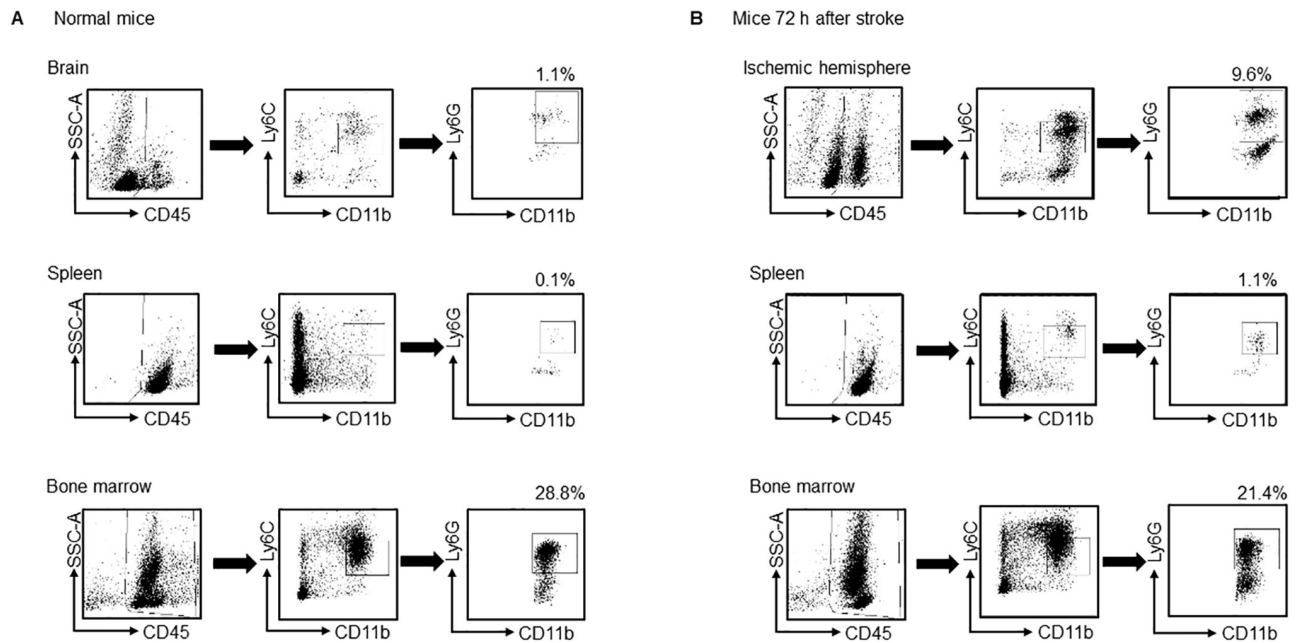 A Normal mice
Brain
1.1%
SSC-A
CD45
Ly6C
CD11b
Ly6G
CD11b
Spleen
0.1%
SSC-A
CD45
Ly6C
CD11b
Ly6G
CD11b
Bone marrow
28.8%
SSC-A
CD45
Ly6C
CD11b
Ly6G
CD11b
B Mice 72 h after stroke
Ischemic hemisphere
9.6%
SSC-A
CD45
Ly6C
CD11b
Ly6G
CD11b
Spleen
1.1%
SSC-A
CD45
Ly6C
CD11b
Ly6G
CD11b
Bone marrow
21.4%
SSC-A
CD45
Ly6C
CD11b
Ly6G
CD11b